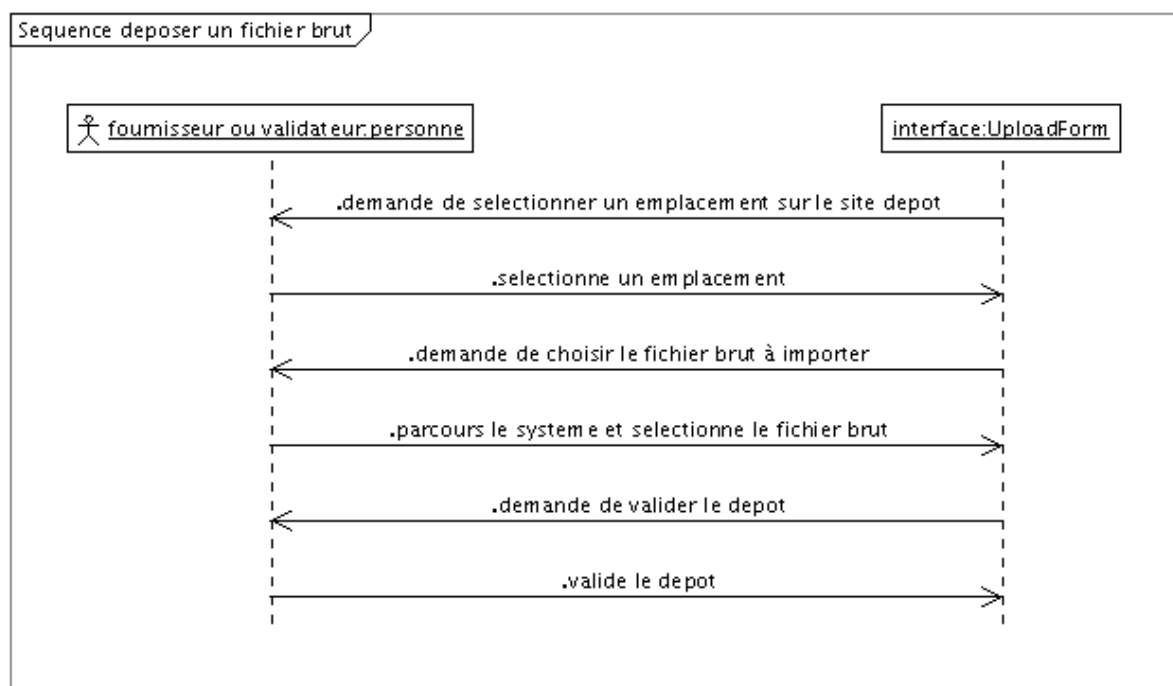 Sequence deposer un fichier brut
fournisseur ou validateur:personne
interface:UploadForm
.demande de selectionner un emplacement sur le site depot
.selectionne un emplacement
.demande de choisir le fichier brut à importer
.parcours le systeme et selectionne le fichier brut
.demande de valider le depot
.valide le depot